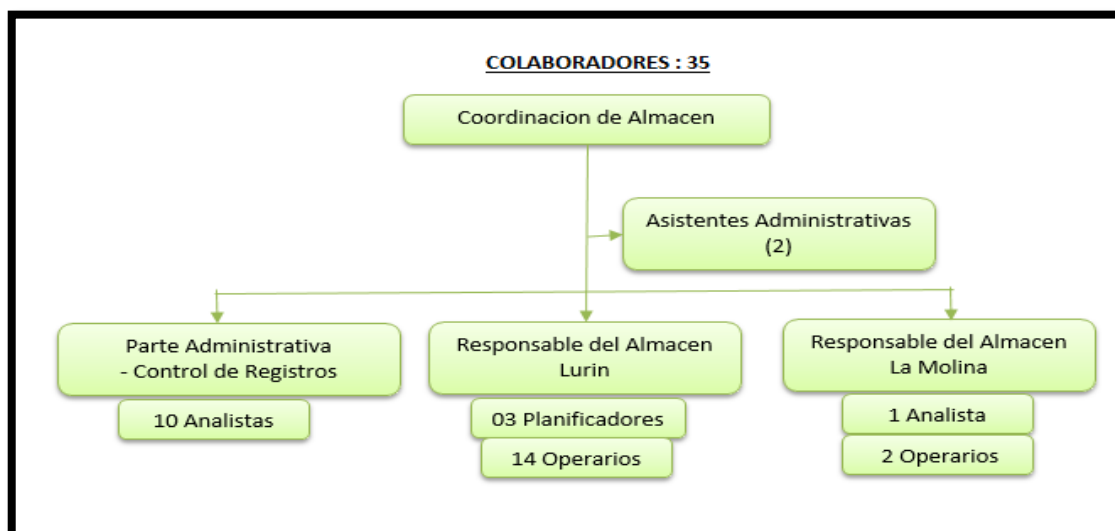 COLABORADORES : 35
Coordinacion de Almacen
Asistentes Administrativas
(2)
Parte Administrativa
- Control de Registros
10 Analistas
Responsable del Almacen
Lurin
03 Planificadores
14 Operarios
Responsable del Almacen
La Molina
1 Analista
2 Operarios